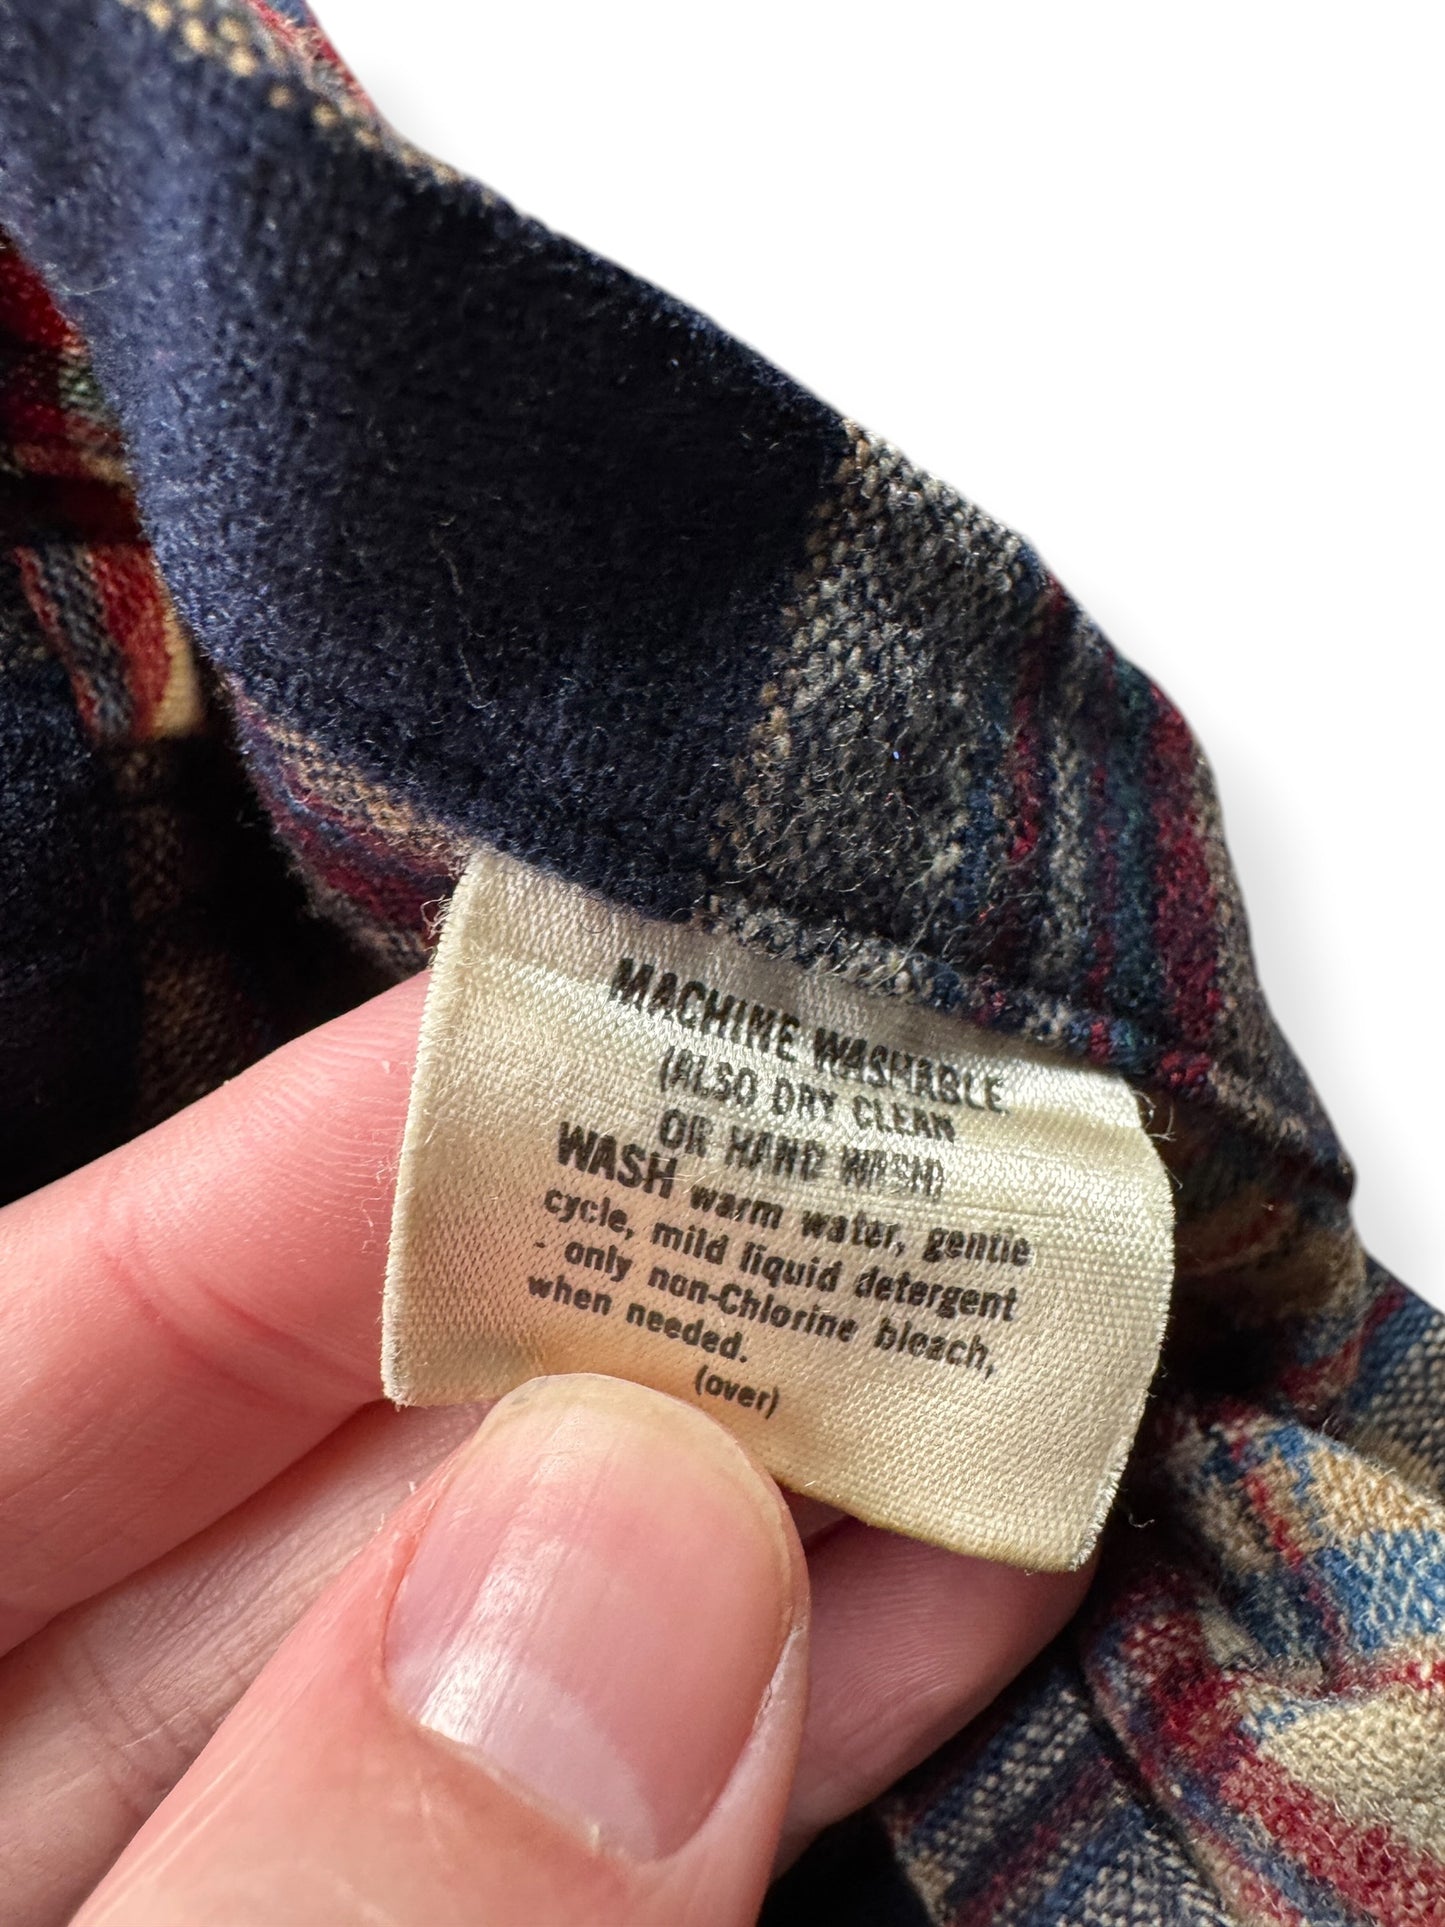 MACHINE WASHABLE
(ALSO DRY CLEAN
OR HAND WASH)
WASH warm water, gentle
cycle, mild liquid detergent
- only non-Chlorine bleach,
when needed.
(over)